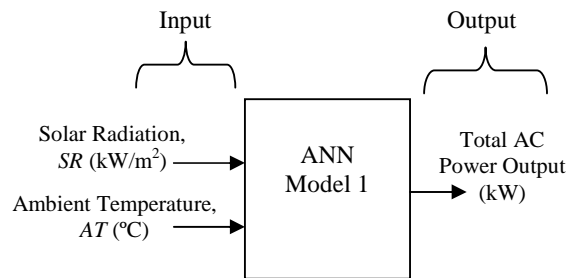 Input
Output
Solar Radiation,
SR (kW/m²)
Ambient Temperature,
AT (ºC)
ANN
Model 1
Total AC
Power Output
(kW)